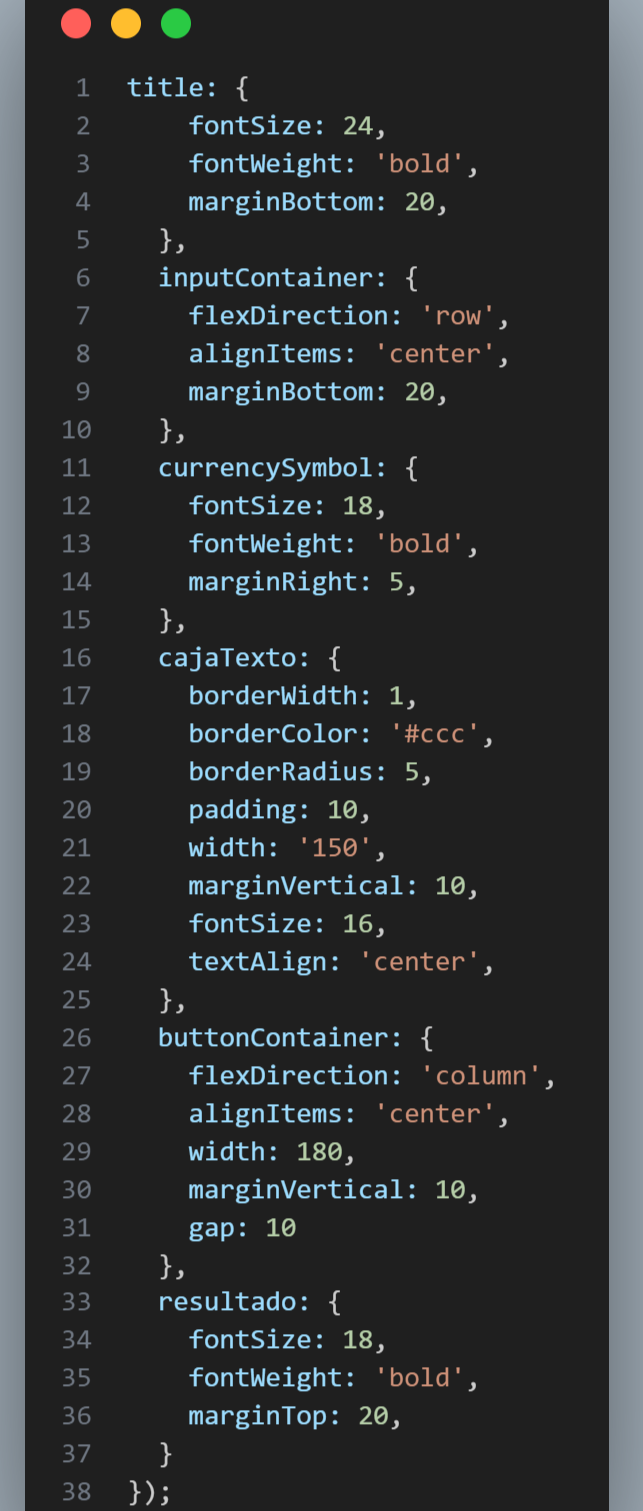 1 title: {
2 fontSize: 24,
3 fontWeight: 'bold',
4 marginBottom: 20,
5 },
6 inputContainer: {
7 flexDirection: 'row',
8 alignItems: 'center',
9 marginBottom: 20,
10 },
11 currencySymbol: {
12 fontSize: 18,
13 fontWeight: 'bold',
14 marginRight: 5,
15 },
16 cajaTexto: {
17 borderWidth: 1,
18 borderColor: '#ccc',
19 borderRadius: 5,
20 padding: 10,
21 width: '150',
22 marginVertical: 10,
23 fontSize: 16,
24 textAlign: 'center',
25 },
26 buttonContainer: {
27 flexDirection: 'column',
28 alignItems: 'center',
29 width: 180,
30 marginVertical: 10,
31 gap: 10
32 },
33 resultado: {
34 fontSize: 18,
35 fontWeight: 'bold',
36 marginTop: 20,
37 }
38 });